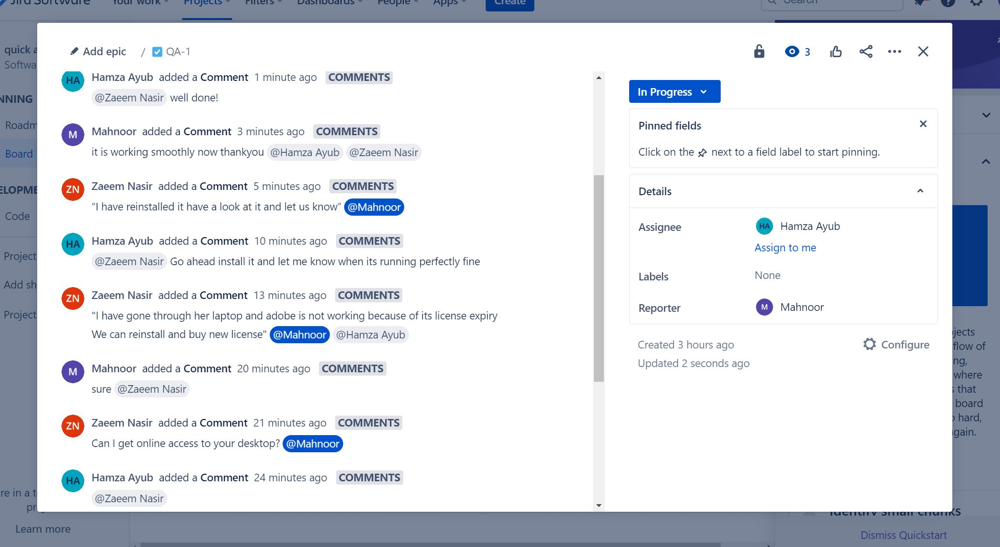 Jira Software
Your work
Projects
Filters
Dashboards
People
Apps
Create
Search
quick a
Softwa
NNING
Roadm
Board
ELOPME
Code
Project
Add sh
Project
re in a t
pr
Learn more
Add epic / QA-1
3
HA Hamza Ayub added a Comment 1 minute ago COMMENTS
@Zaeem Nasir well done!
M Mahnoor added a Comment 3 minutes ago COMMENTS
it is working smoothly now thankyou @Hamza Ayub @Zaeem Nasir
ZN Zaeem Nasir added a Comment 5 minutes ago COMMENTS
“I have reinstalled it have a look at it and let us know” @Mahnoor
HA Hamza Ayub added a Comment 10 minutes ago COMMENTS
@Zaeem Nasir Go ahead install it and let me know when its running perfectly fine
ZN Zaeem Nasir added a Comment 13 minutes ago COMMENTS
"I have gone through her laptop and adobe is not working because of its license expiry
We can reinstall and buy new license" @Mahnoor @Hamza Ayub
M Mahnoor added a Comment 20 minutes ago COMMENTS
sure @Zaeem Nasir
ZN Zaeem Nasir added a Comment 21 minutes ago COMMENTS
Can I get online access to your desktop? @Mahnoor
HA Hamza Ayub added a Comment 24 minutes ago COMMENTS
@Zaeem Nasir
In Progress
Pinned fields
Click on the next to a field label to start pinning.
Details
Assignee HA Hamza Ayub
Assign to me
Labels None
Reporter M Mahnoor
Created 3 hours ago
Configure
Updated 2 seconds ago
jects
flow of
ng,
where
s that
board
hard,
gain.
Identify small chunks
Dismiss Quickstart